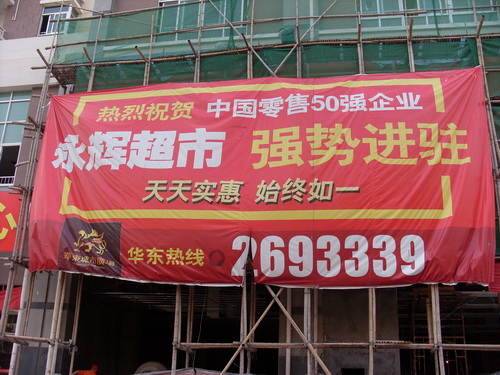 热烈祝贺 中国零售50强企业
永辉超市 强势进驻
天天实惠 始终如一
华东热线 2693339